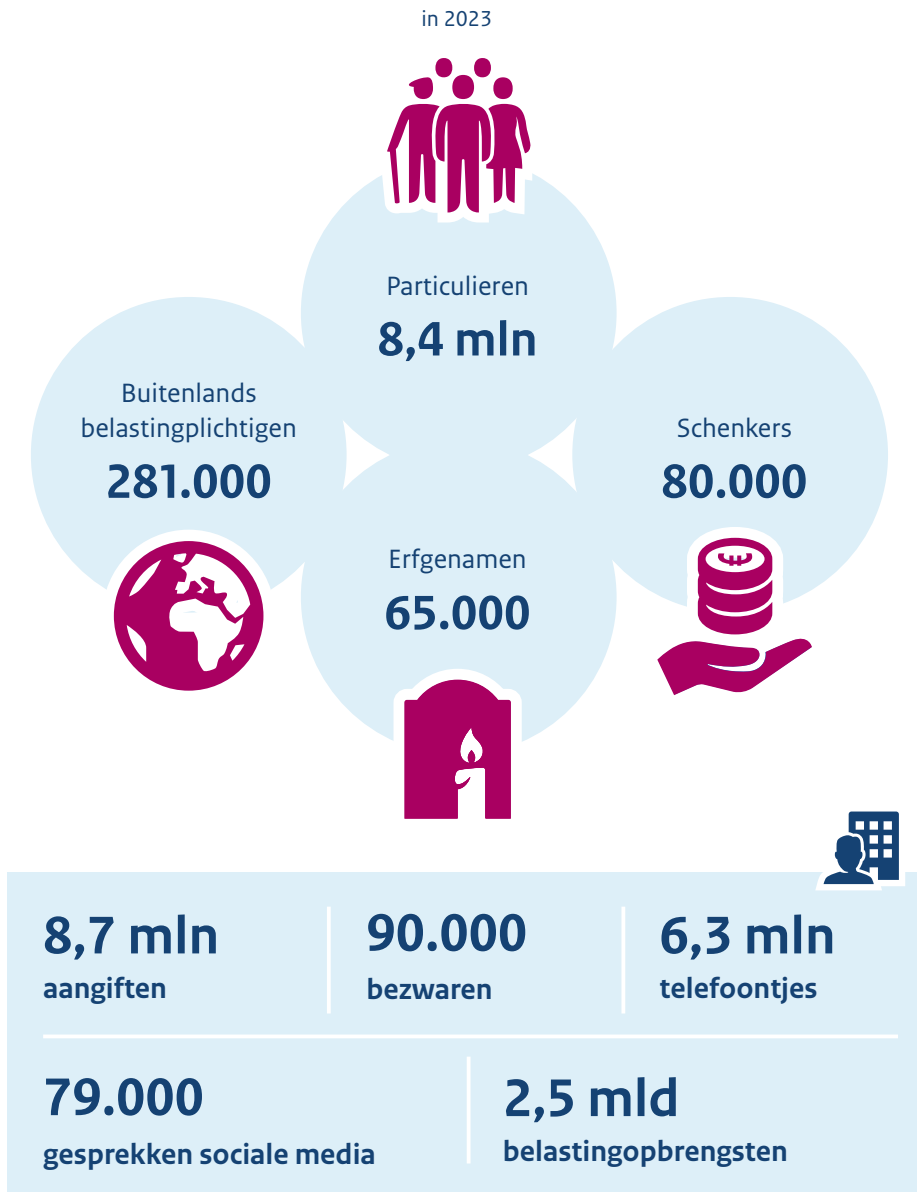 in 2023
Particulieren
8,4 mln
Buitenlands
belastingplichtigen
281.000
Schenkers
80.000
Erfgenamen
65.000
8,7 mln
aangiften
90.000
bezwaren
6,3 mln
telefoontjes
79.000
gesprekken sociale media
2,5 mld
belastingopbrengsten